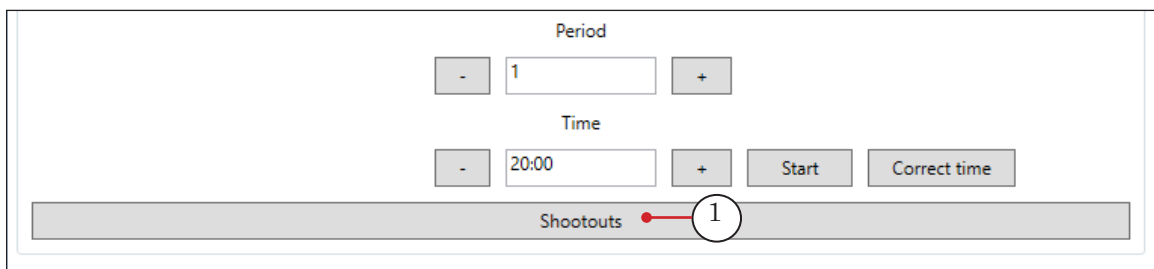 Period
- 1 +
Time
- 20:00 + Start Correct time
Shootouts 1